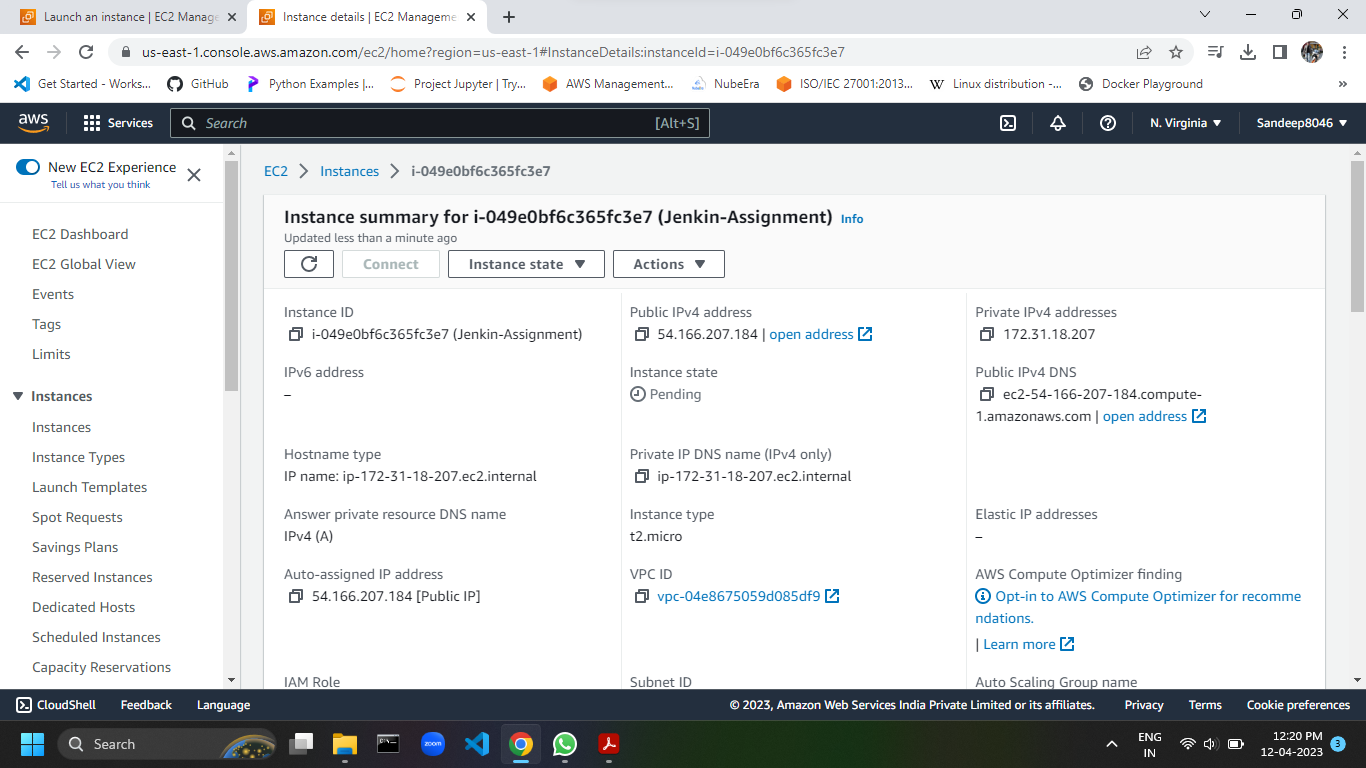 Launch an instance | EC2 Manage
Instance details | EC2 Manageme
us-east-1.console.aws.amazon.com/ec2/home?region=us-east-1#InstanceDetails:instanceId=i-049e0bf6c365fc3e7
Get Started - Works...
GitHub
Python Examples |...
Project Jupyter | Try...
AWS Management...
NubeEra
ISO/IEC 27001:2013...
Linux distribution -...
Docker Playground
»
aws
Services
Search
[Alt+S]
N. Virginia
Sandeep8046
New EC2 Experience
Tell us what you think
EC2 Dashboard
EC2 Global View
Events
Tags
Limits
Instances
Instances
Instance Types
Launch Templates
Spot Requests
Savings Plans
Reserved Instances
Dedicated Hosts
Scheduled Instances
Capacity Reservations
EC2
Instances
i-049e0bf6c365fc3e7
Instance summary for i-049e0bf6c365fc3e7 (Jenkin-Assignment) Info
Updated less than a minute ago
Connect
Instance state
Actions
Instance ID
i-049e0bf6c365fc3e7 (Jenkin-Assignment)
Public IPv4 address
54.166.207.184 | open address
Private IPv4 addresses
172.31.18.207
IPv6 address
–
Instance state
Pending
Public IPv4 DNS
ec2-54-166-207-184.compute-
1.amazonaws.com | open address
Hostname type
IP name: ip-172-31-18-207.ec2.internal
Private IP DNS name (IPv4 only)
ip-172-31-18-207.ec2.internal
Answer private resource DNS name
IPv4 (A)
Instance type
t2.micro
Elastic IP addresses
–
Auto-assigned IP address
54.166.207.184 [Public IP]
VPC ID
vpc-04e8675059d085df9
AWS Compute Optimizer finding
Opt-in to AWS Compute Optimizer for recomme
ndations.
| Learn more
IAM Role
Subnet ID
Auto Scaling Group name
CloudShell
Feedback
Language
© 2023, Amazon Web Services India Private Limited or its affiliates.
Privacy
Terms
Cookie preferences
Search
zoom
ENG
IN
12:20 PM
12-04-2023
3